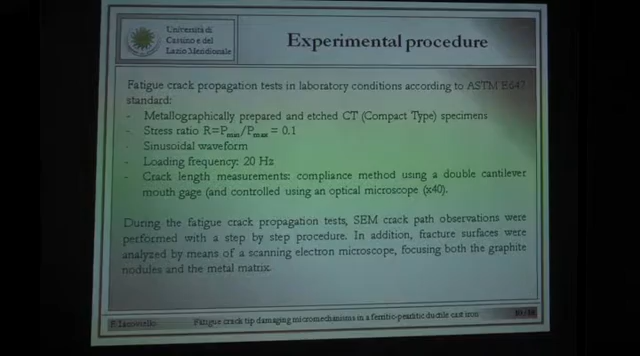 Università di
Cassino e del
Lazio Meridionale
Experimental procedure
Fatigue crack propagation tests in laboratory conditions according to ASTM E647
standard:
- Metallographically prepared and etched CT (Compact Type) specimens
- Stress ratio R=Pmin/Pmax = 0.1
- Sinusoidal waveform
- Loading frequency: 20 Hz
- Crack length measurements: compliance method using a double cantilever
mouth gage (and controlled using an optical microscope (x40).
During the fatigue crack propagation tests, SEM crack path observations were
performed with a step by step procedure. In addition, fracture surfaces were
analyzed by means of a scanning electron microscope, focusing both the graphite
nodules and the metal matrix.
F. Iacoviello
Fatigue crack tip damaging micromechanisms in a ferritic-pearlitic ductile cast iron